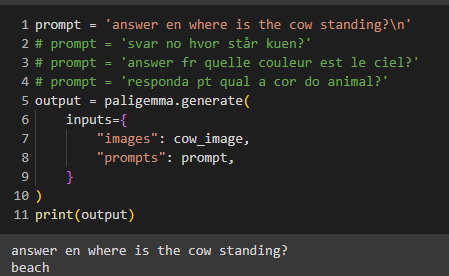 1 prompt = 'answer en where is the cow standing?\n'
2 # prompt = 'svar no hvor står kuen?'
3 # prompt = 'answer fr quelle couleur est le ciel?'
4 # prompt = 'responda pt qual a cor do animal?'
5 output = paligemma.generate(
6     inputs={
7         "images": cow_image,
8         "prompts": prompt,
9     }
10 )
11 print(output)
answer en where is the cow standing?
beach